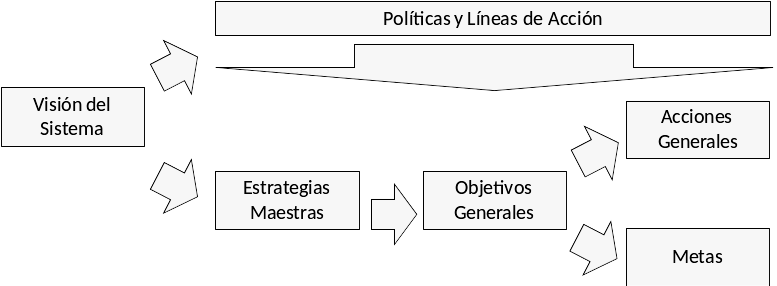 Políticas y Líneas de Acción
Visión del
Sistema
Acciones
Generales
Estrategias
Maestras
Objetivos
Generales
Metas